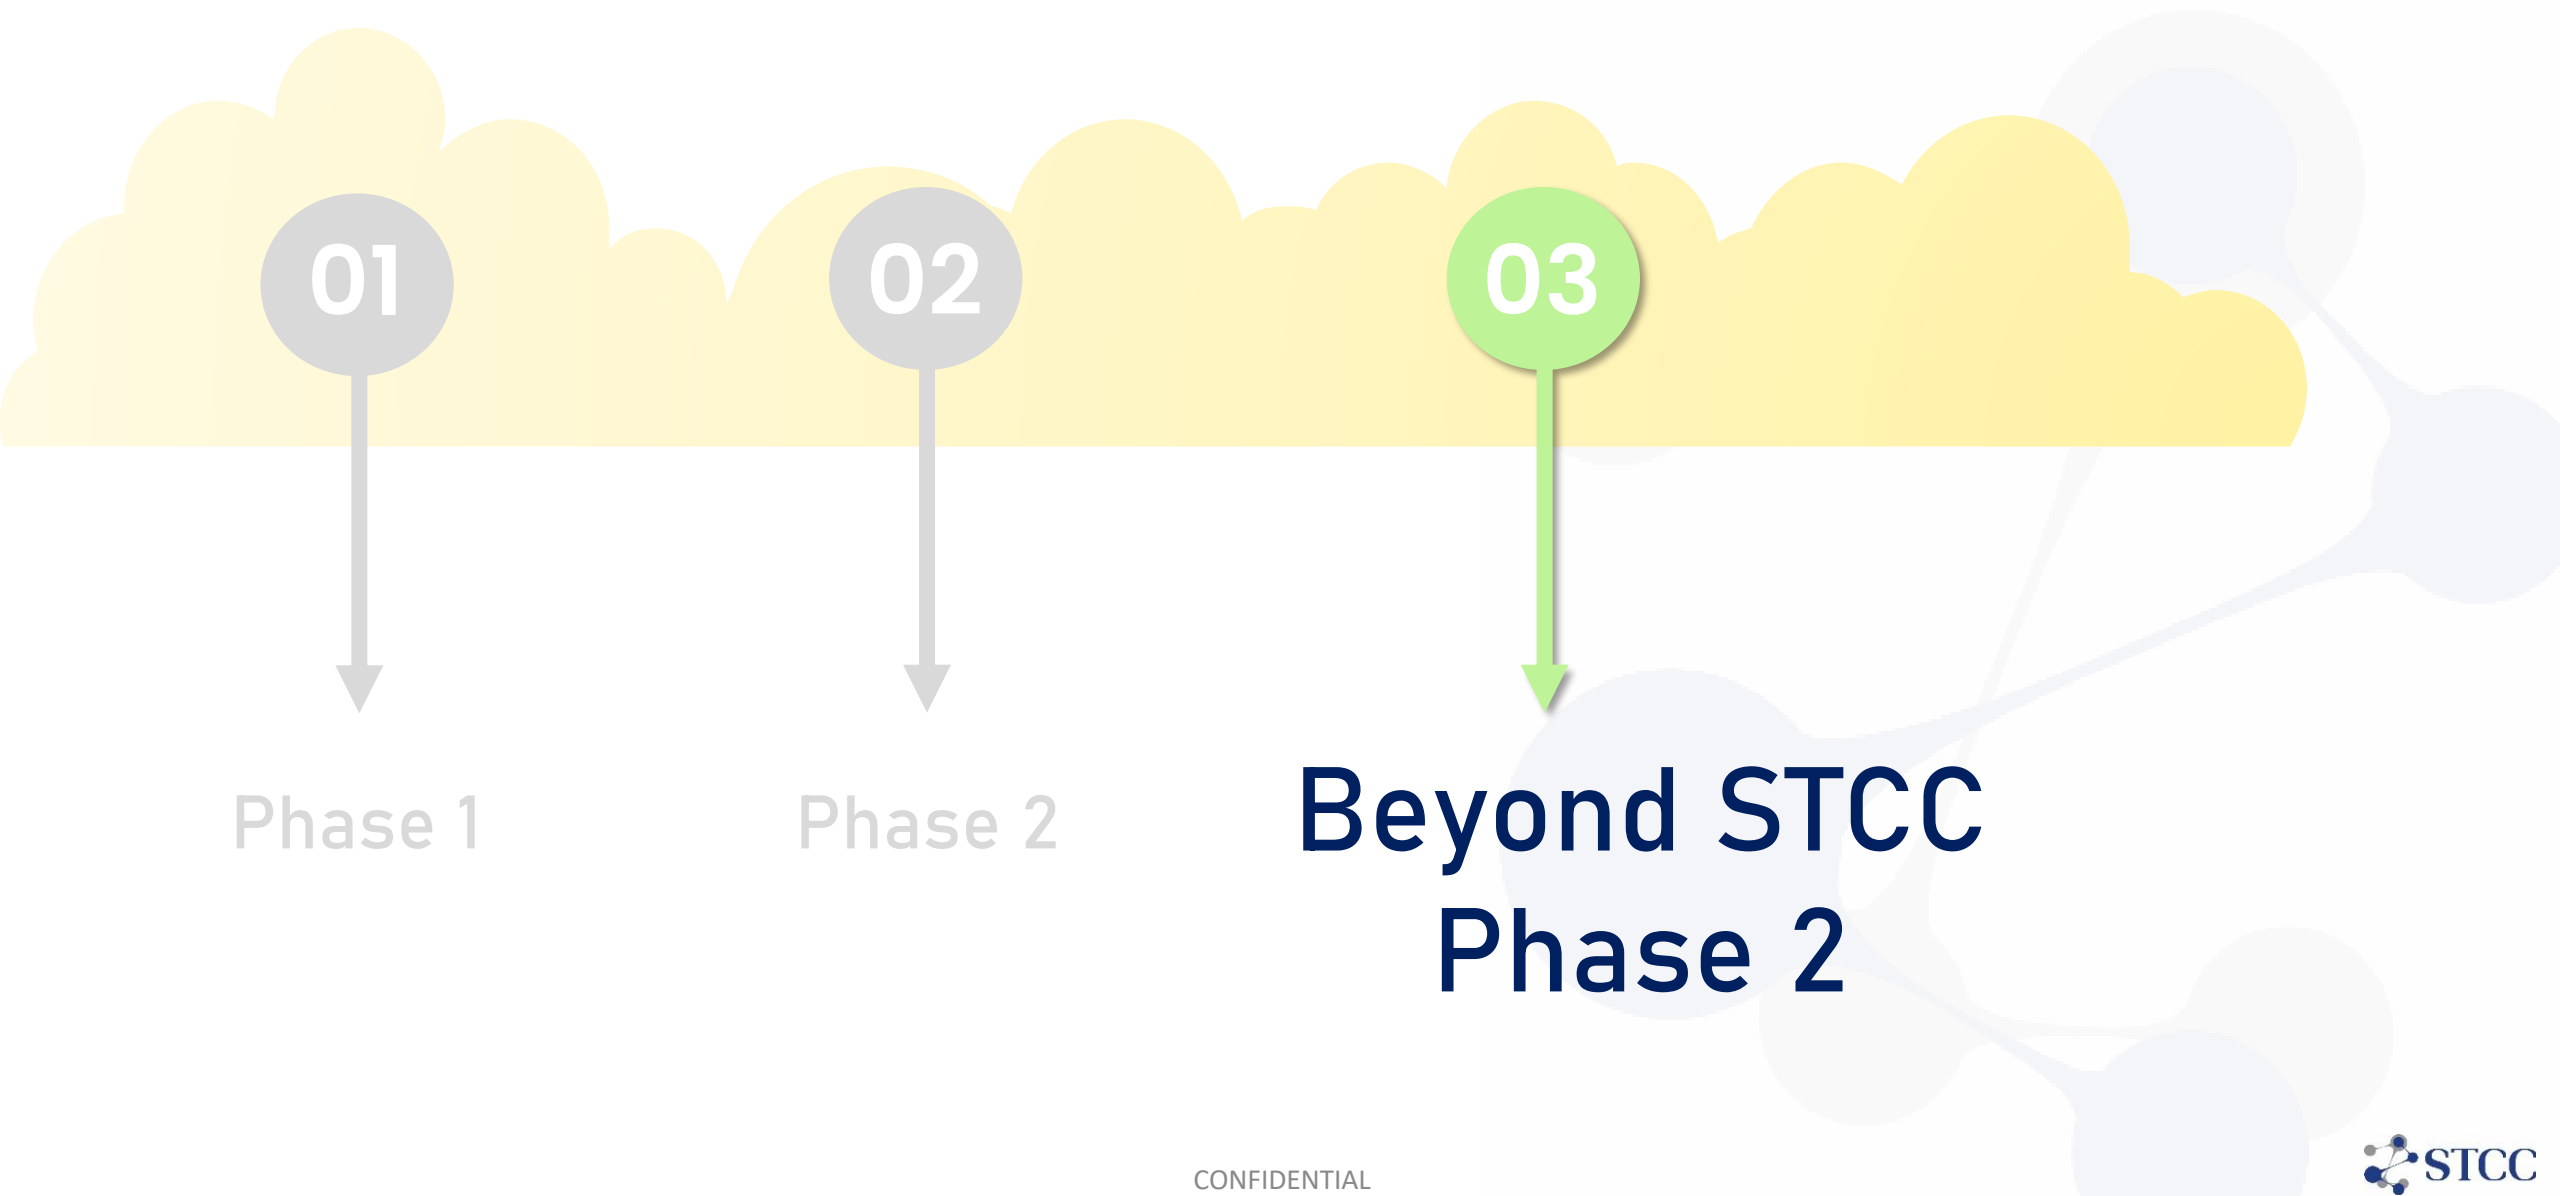 01
02
03
Phase 1
Phase 2
Beyond STCC
Phase 2
CONFIDENTIAL
STCC